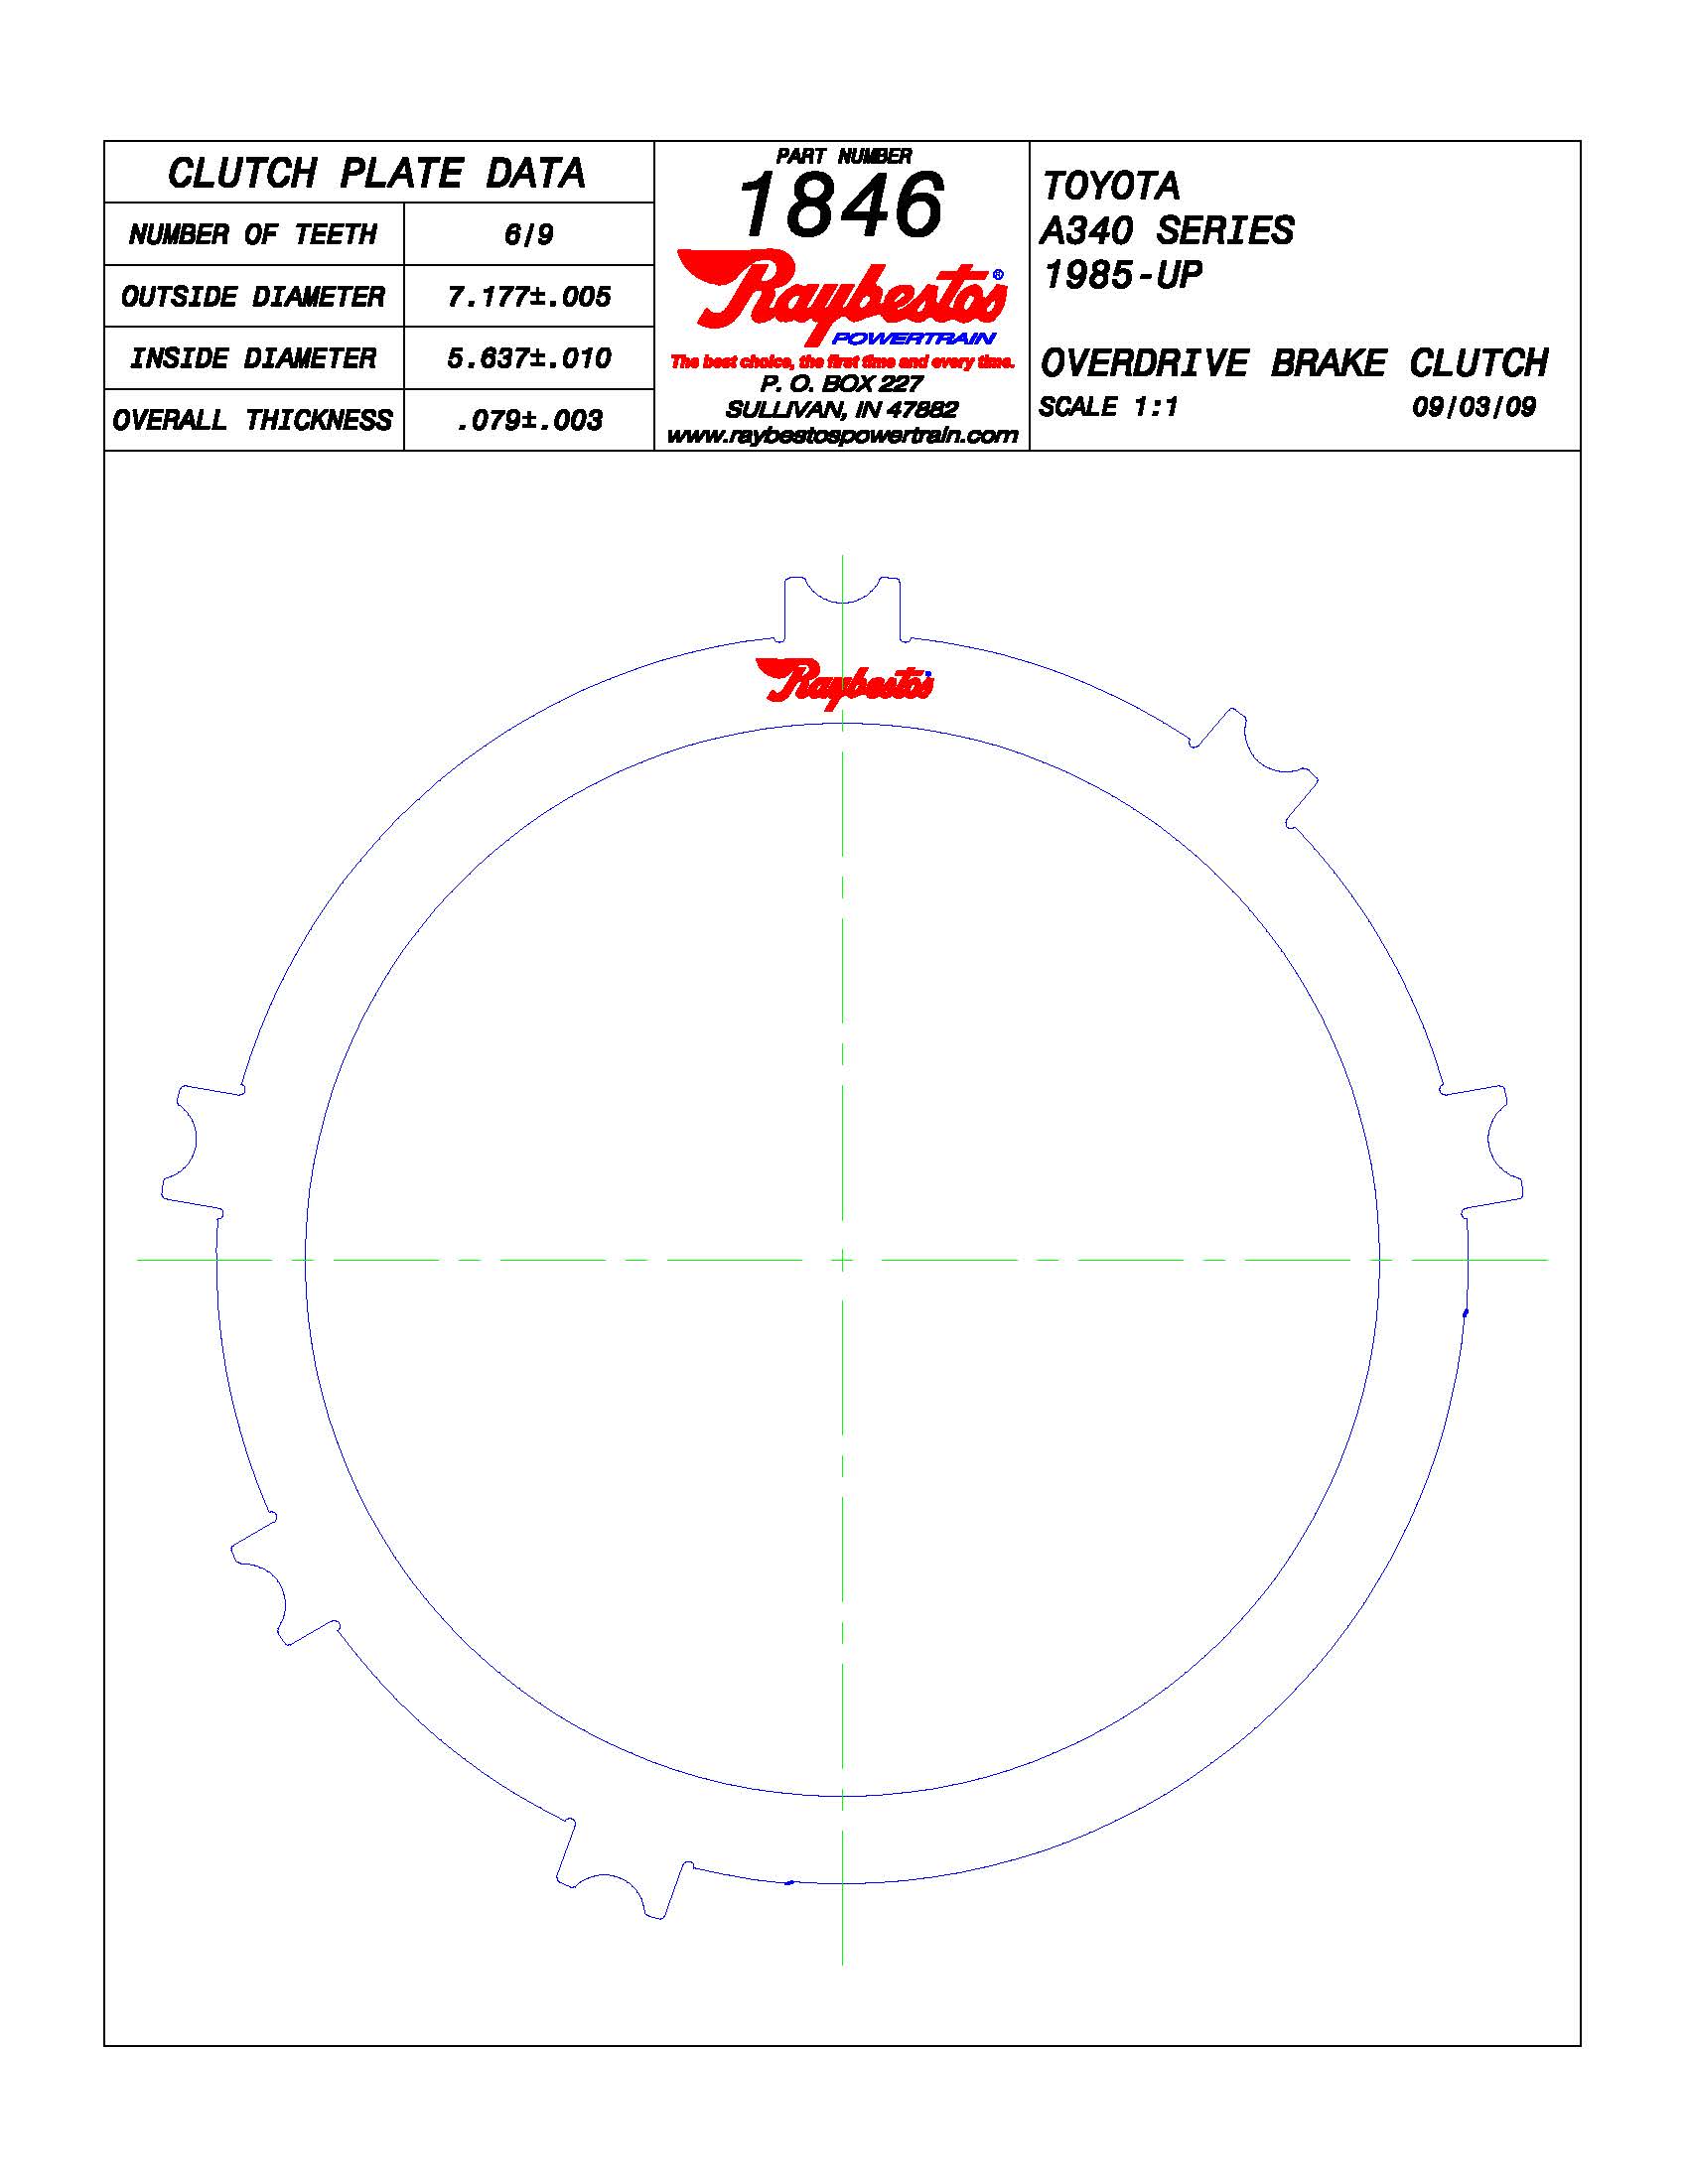 CLUTCH PLATE DATA
NUMBER OF TEETH 6/9
OUTSIDE DIAMETER 7.177±.005
INSIDE DIAMETER 5.637±.010
OVERALL THICKNESS .079±.003
PART NUMBER
1846
Raybestos®
POWERTRAIN
The best choice, the first time and every time.
P. O. BOX 227
SULLIVAN, IN 47882
www.raybestospowertrain.com
TOYOTA
A340 SERIES
1985-UP
OVERDRIVE BRAKE CLUTCH
SCALE 1:1 09/03/09
Raybestos